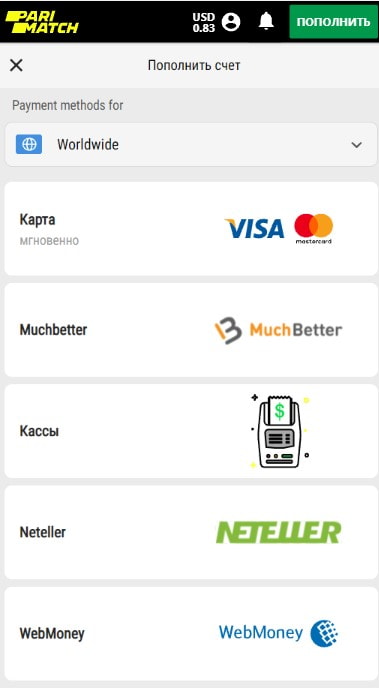 PARI
MATCH
USD
0.83
ПОПОЛНИТЬ
Пополнить счет
Payment methods for
Worldwide
Карта
мгновенно
VISA
mastercard
Muchbetter
MuchBetter
Кассы
$
Neteller
NETELLER
WebMoney
WebMoney